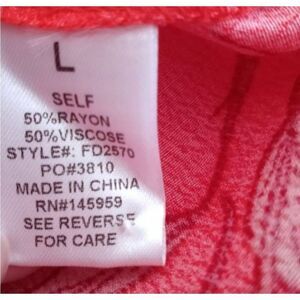 L
SELF
50%RAYON
50%VISCOSE
STYLE#: FD2570
PO#3810
MADE IN CHINA
RN#145959
SEE REVERSE
FOR CARE